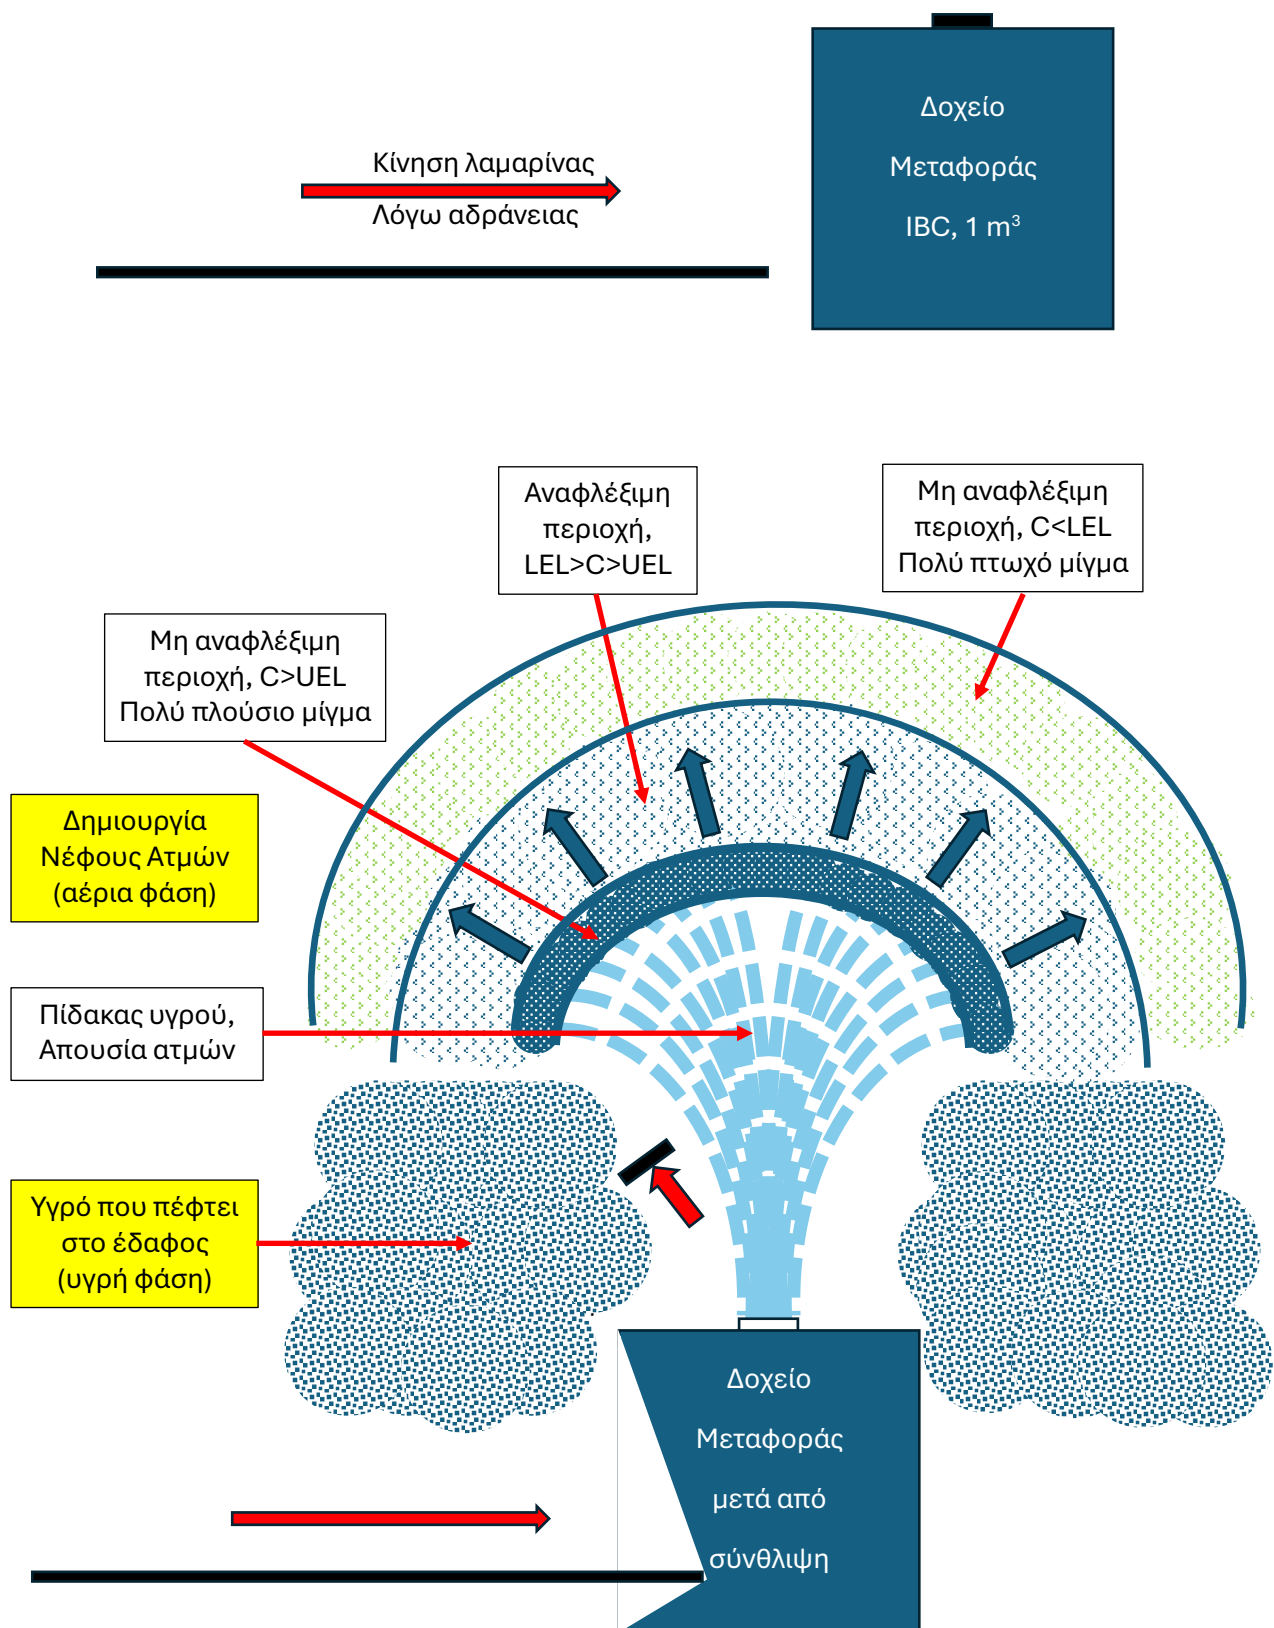 Δοχείο
Μεταφοράς
IBC, 1 m³
Κίνηση λαμαρίνας
Λόγω αδράνειας
Αναφλέξιμη
περιοχή,
LEL>C>UEL
Μη αναφλέξιμη
περιοχή, C<LEL
Πολύ πτωχό μίγμα
Μη αναφλέξιμη
περιοχή, C>UEL
Πολύ πλούσιο μίγμα
Δημιουργία
Νέφους Ατμών
(αέρια φάση)
Πίδακας υγρού,
Απουσία ατμών
Υγρό που πέφτει
στο έδαφος
(υγρή φάση)
Δοχείο
Μεταφοράς
μετά από
σύνθλιψη